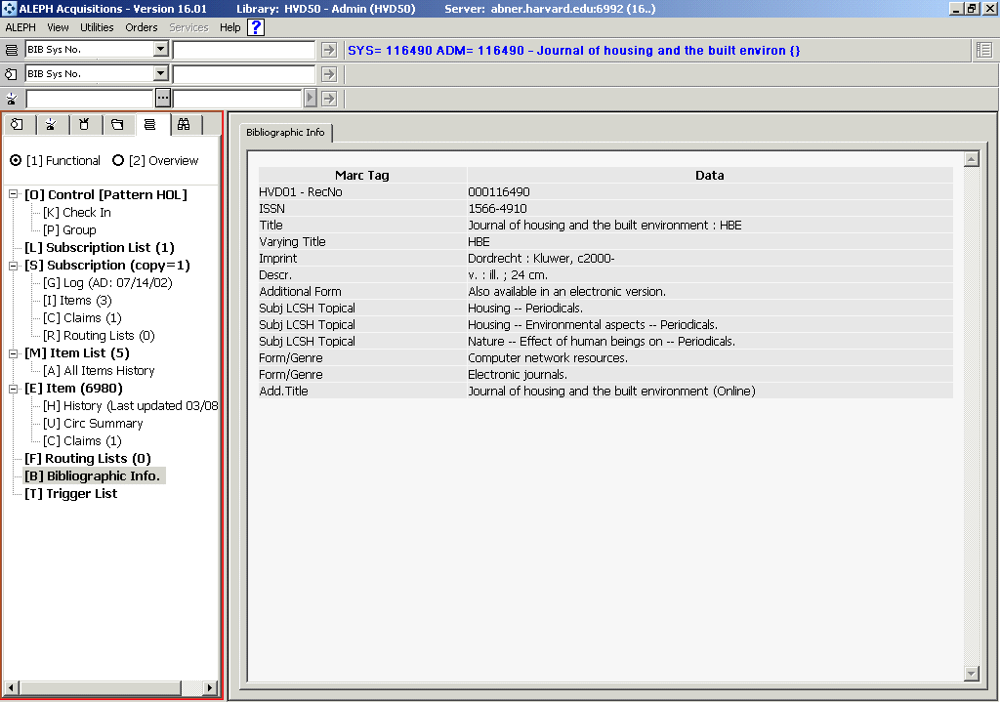 ALEPH Acquisitions - Version 16.01 Library: HVD50 - Admin (HVD50) Server: abner.harvard.edu:6992 (16..)
ALEPH View Utilities Orders Services Help ?
BIB Sys No. SYS= 116490 ADM= 116490 - Journal of housing and the built environ {}
BIB Sys No.
...
[1] Functional [2] Overview
[O] Control [Pattern HOL]
[K] Check In
[P] Group
[L] Subscription List (1)
[S] Subscription (copy=1)
[G] Log (AD: 07/14/02)
[I] Items (3)
[C] Claims (1)
[R] Routing Lists (0)
[M] Item List (5)
[A] All Items History
[E] Item (6980)
[H] History (Last updated 03/08
[U] Circ Summary
[C] Claims (1)
[F] Routing Lists (0)
[B] Bibliographic Info.
[T] Trigger List
Bibliographic Info
Marc Tag Data
HVD01 - RecNo 000116490
ISSN 1566-4910
Title Journal of housing and the built environment : HBE
Varying Title HBE
Imprint Dordrecht : Kluwer, c2000-
Descr. v. : ill. ; 24 cm.
Additional Form Also available in an electronic version.
Subj LCSH Topical Housing -- Periodicals.
Subj LCSH Topical Housing -- Environmental aspects -- Periodicals.
Subj LCSH Topical Nature -- Effect of human beings on -- Periodicals.
Form/Genre Computer network resources.
Form/Genre Electronic journals.
Add.Title Journal of housing and the built environment (Online)